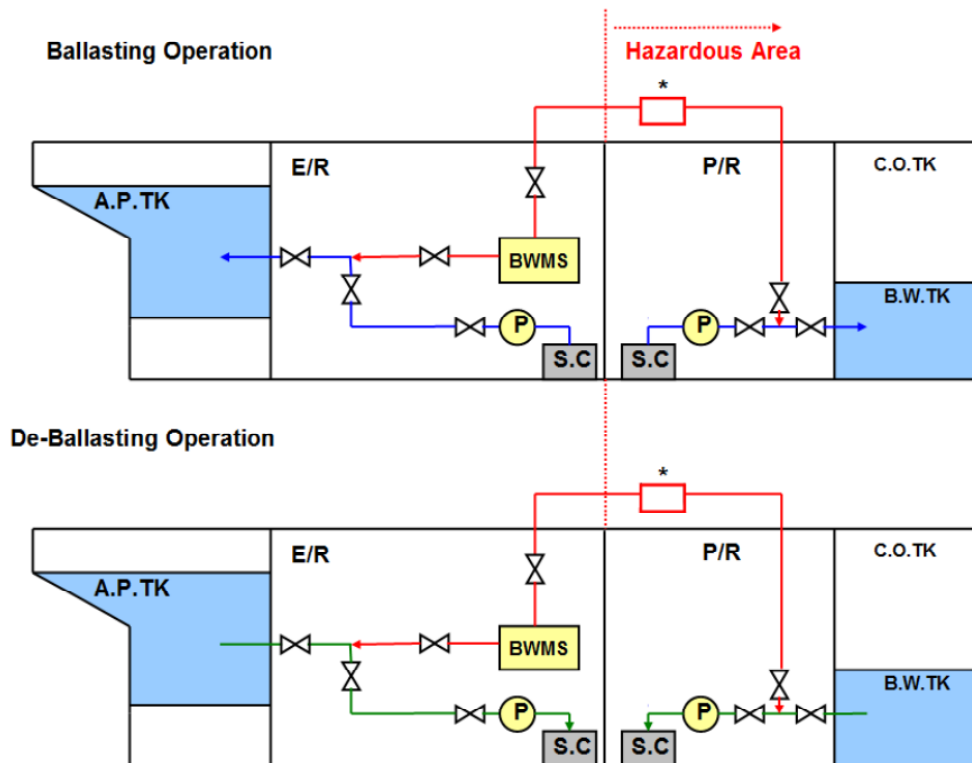 Ballasting Operation
Hazardous Area
*
E/R
P/R
C.O.TK
A.P.TK
BWMS
B.W.TK
P
P
S.C
S.C
De-Ballasting Operation
*
E/R
P/R
C.O.TK
A.P.TK
BWMS
B.W.TK
P
P
S.C
S.C